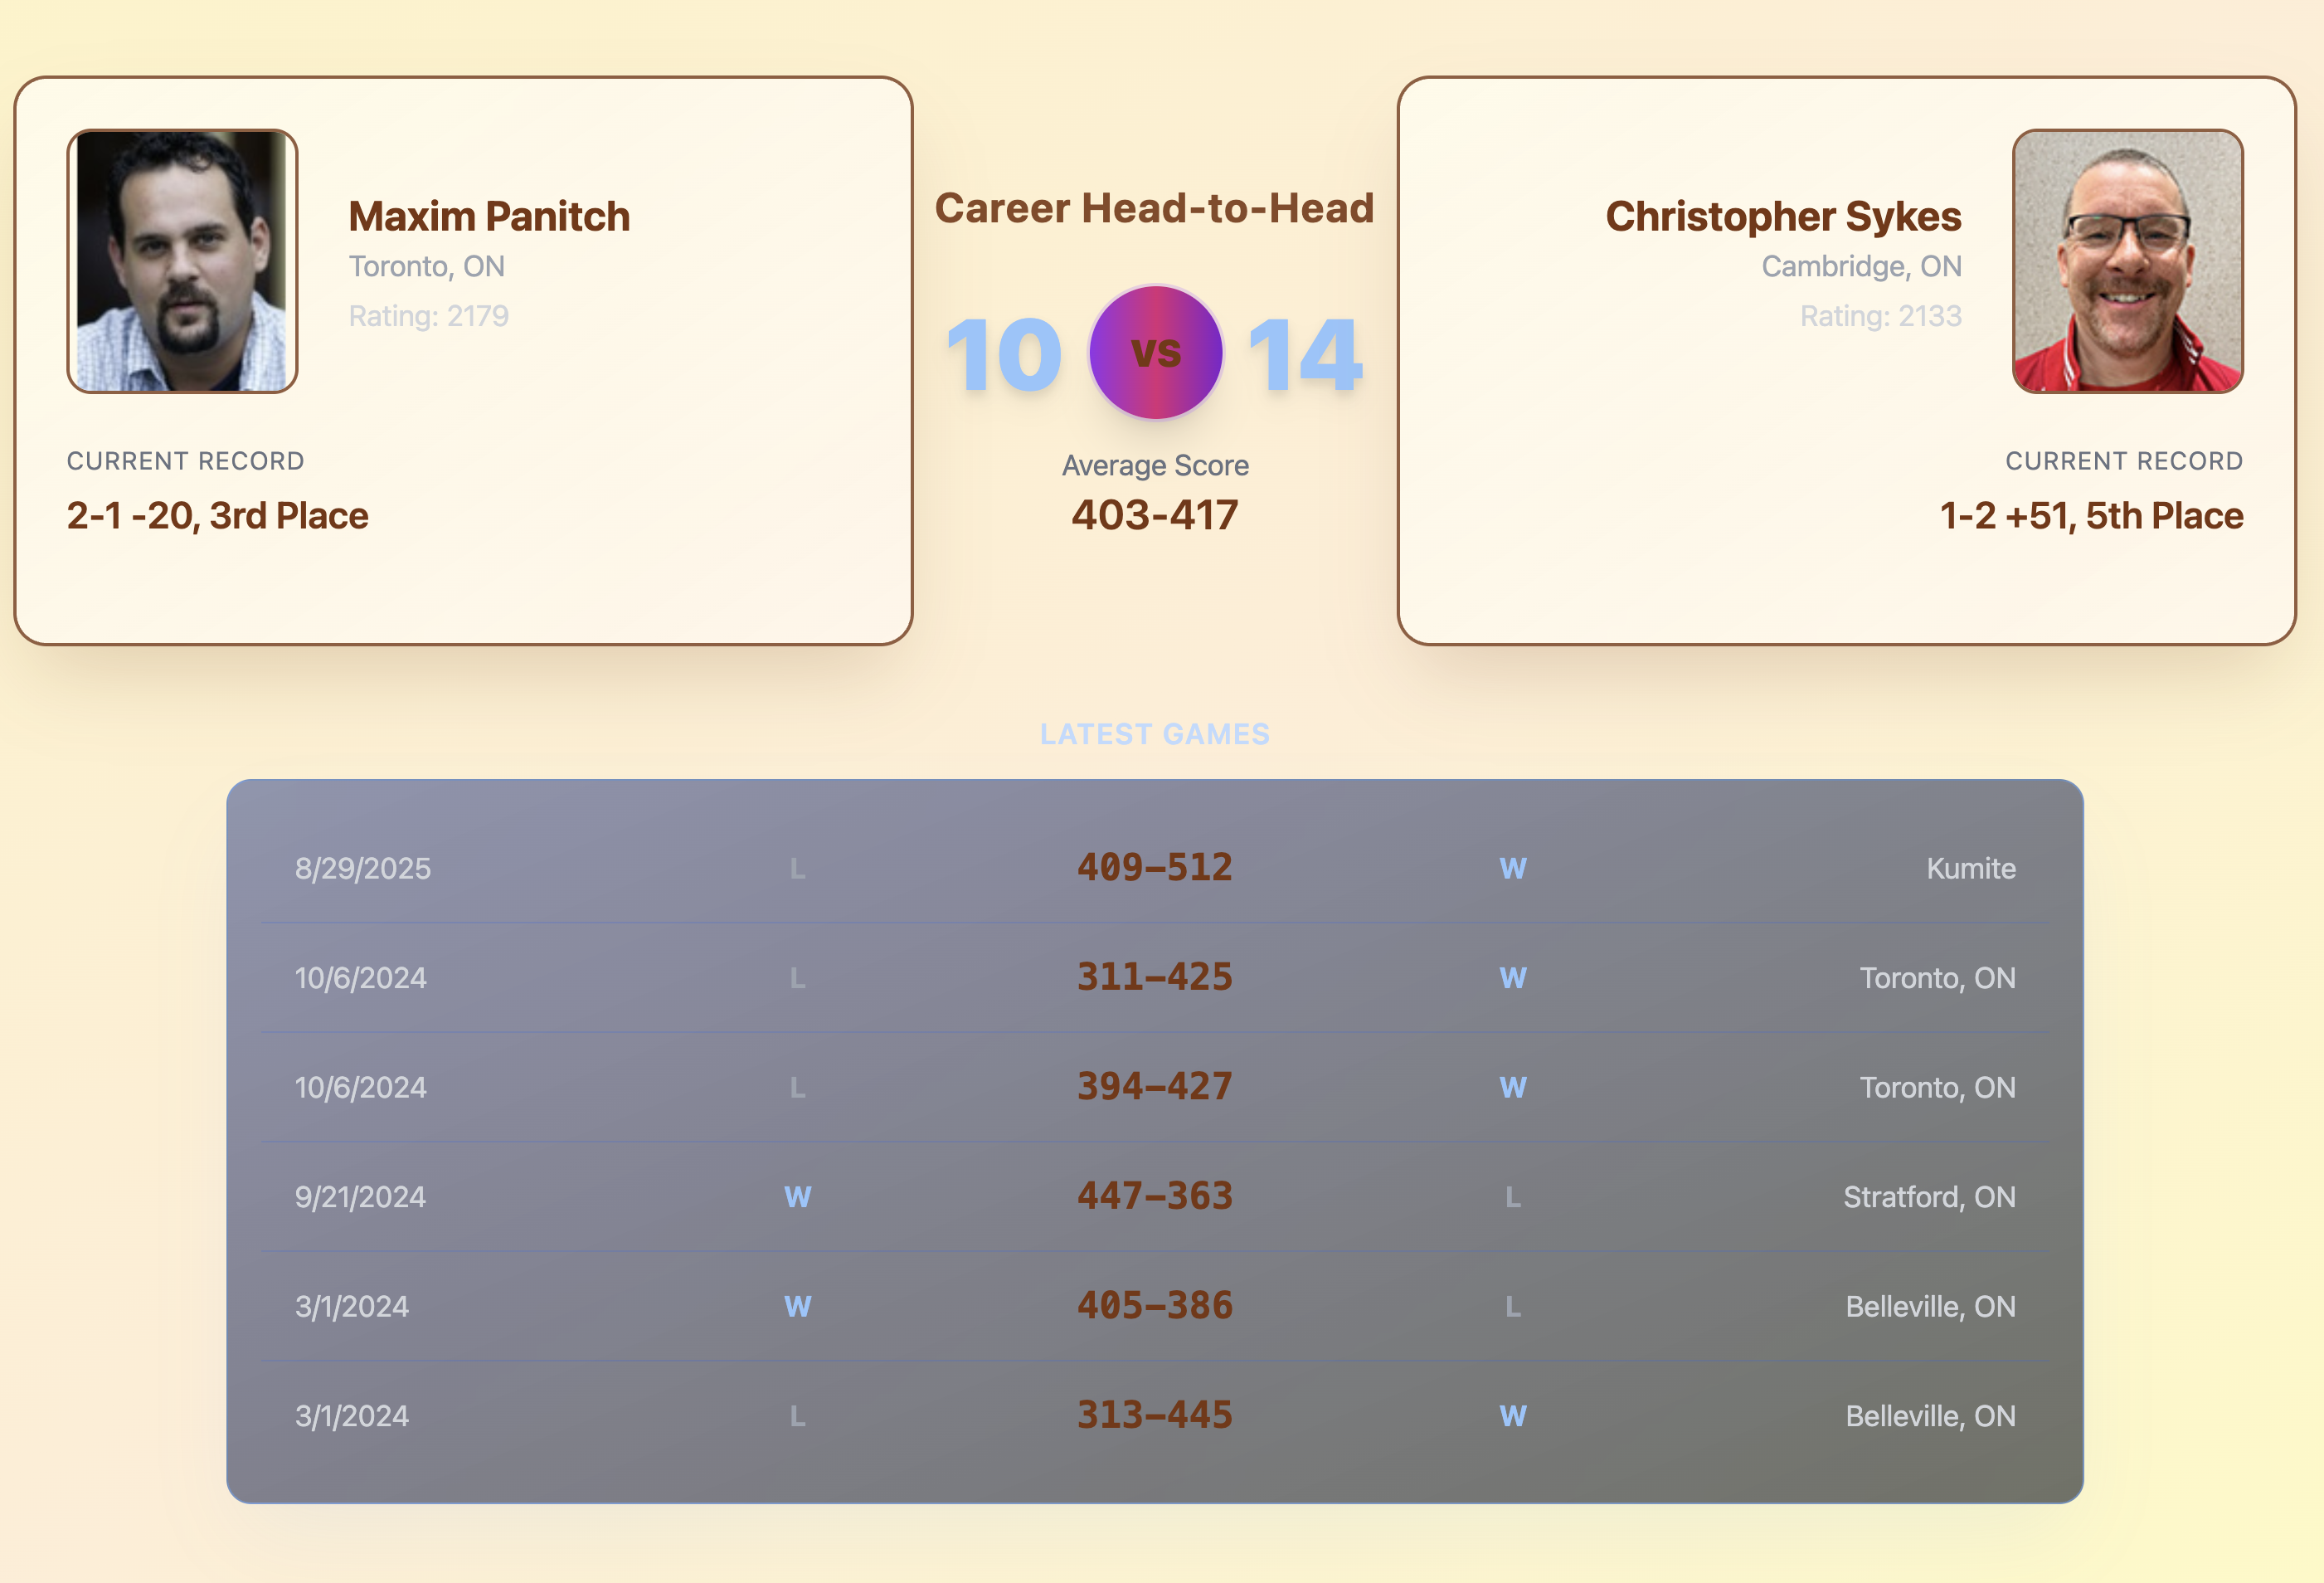 Maxim Panitch
Toronto, ON
Rating: 2179
CURRENT RECORD
2-1 -20, 3rd Place
Career Head-to-Head
10 VS 14
Average Score
403-417
Christopher Sykes
Cambridge, ON
Rating: 2133
CURRENT RECORD
1-2 +51, 5th Place
LATEST GAMES
8/29/2025 L 409–512 W Kumite
10/6/2024 L 311–425 W Toronto, ON
10/6/2024 L 394–427 W Toronto, ON
9/21/2024 W 447–363 L Stratford, ON
3/1/2024 W 405–386 L Belleville, ON
3/1/2024 L 313–445 W Belleville, ON